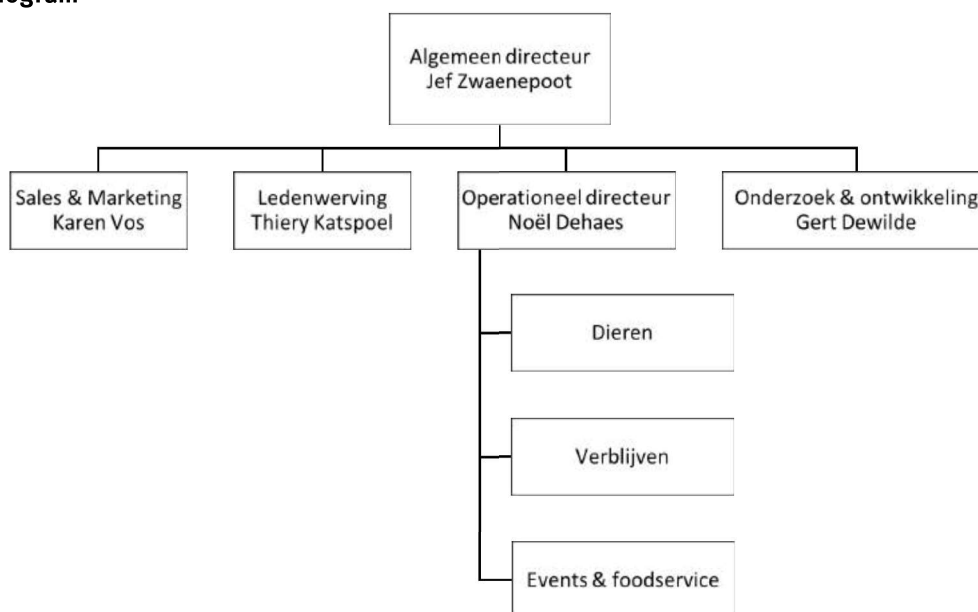 Algemeen directeur
Jef Zwaenepoot
Sales & Marketing
Karen Vos
Ledenwerving
Thiery Katspoel
Operationeel directeur
Noël Dehaes
Onderzoek & ontwikkeling
Gert Dewilde
Dieren
Verblijven
Events & foodservice